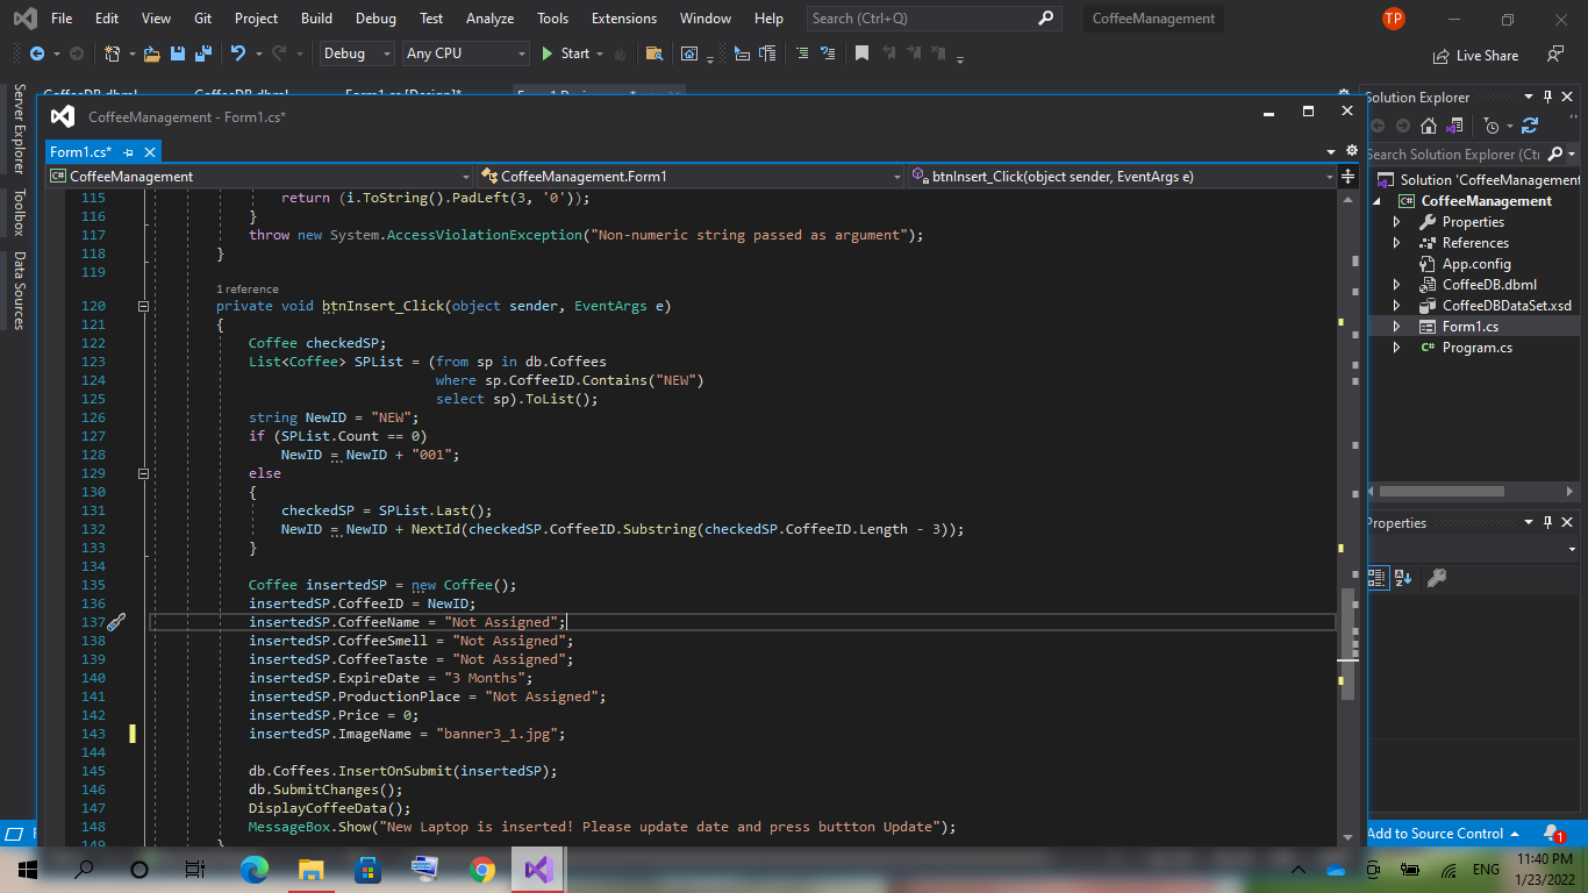 File Edit View Git Project Build Debug Test Analyze Tools Extensions Window Help Search (Ctrl+Q) CoffeeManagement TP
Debug Any CPU Start Live Share
CoffeeDB.dbml CoffeeDB.dbml Form1.cs [Design]*
Server Explorer
Toolbox
Data Sources
CoffeeManagement - Form1.cs*
Form1.cs*
CoffeeManagement CoffeeManagement.Form1 btnInsert_Click(object sender, EventArgs e)
115 return (i.ToString().PadLeft(3, '0'));
116 }
117 throw new System.AccessViolationException("Non-numeric string passed as argument");
118 }
119
1 reference
120 private void btnInsert_Click(object sender, EventArgs e)
121 {
122 Coffee checkedSP;
123 List<Coffee> SPList = (from sp in db.Coffees
124 where sp.CoffeeID.Contains("NEW")
125 select sp).ToList();
126 string NewID = "NEW";
127 if (SPList.Count == 0)
128 NewID = NewID + "001";
129 else
130 {
131 checkedSP = SPList.Last();
132 NewID = NewID + NextId(checkedSP.CoffeeID.Substring(checkedSP.CoffeeID.Length - 3));
133 }
134
135 Coffee insertedSP = new Coffee();
136 insertedSP.CoffeeID = NewID;
137 insertedSP.CoffeeName = "Not Assigned";
138 insertedSP.CoffeeSmell = "Not Assigned";
139 insertedSP.CoffeeTaste = "Not Assigned";
140 insertedSP.ExpireDate = "3 Months";
141 insertedSP.ProductionPlace = "Not Assigned";
142 insertedSP.Price = 0;
143 insertedSP.ImageName = "banner3_1.jpg";
144
145 db.Coffees.InsertOnSubmit(insertedSP);
146 db.SubmitChanges();
147 DisplayCoffeeData();
148 MessageBox.Show("New Laptop is inserted! Please update date and press buttton Update");
149 }
Solution Explorer
Search Solution Explorer (Ctrl
Solution 'CoffeeManagement
CoffeeManagement
Properties
References
App.config
CoffeeDB.dbml
CoffeeDBDataSet.xsd
Form1.cs
C# Program.cs
Properties
Add to Source Control 1
ENG 11:40 PM
1/23/2022